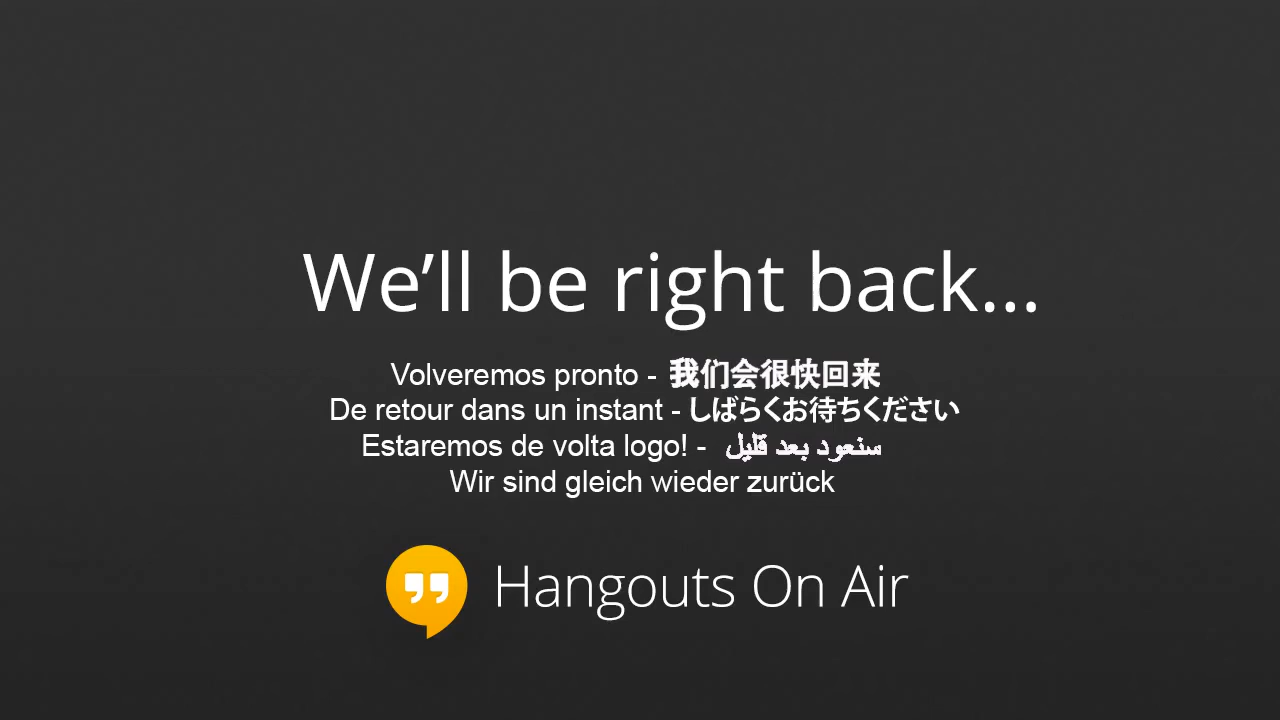 We’ll be right back...
Volveremos pronto - 我们会很快回来
De retour dans un instant - しばらくお待ちください
Estaremos de volta logo! - سنعود بعد قليل
Wir sind gleich wieder zurück
Hangouts On Air